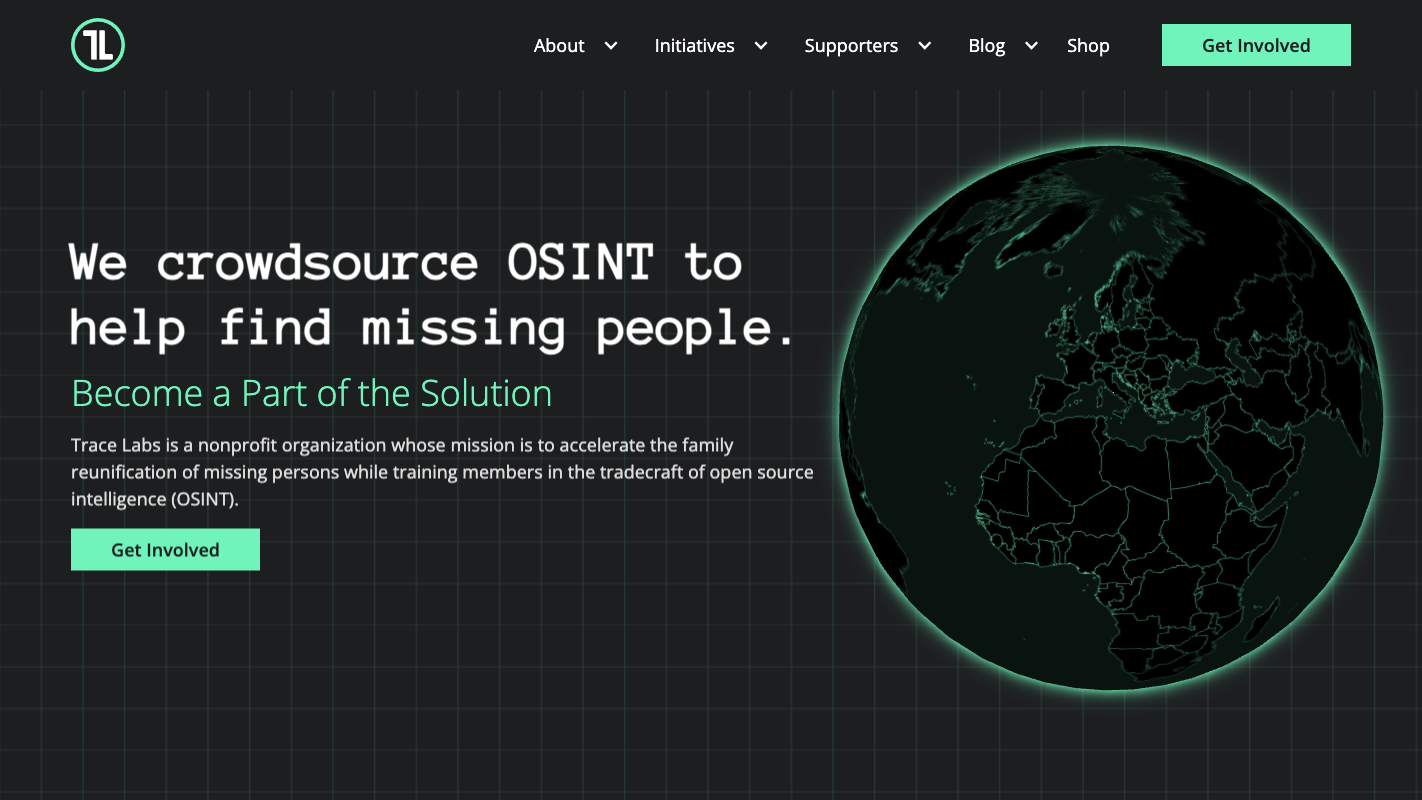 TL
About
Initiatives
Supporters
Blog
Shop
Get Involved
We crowdsource OSINT to
help find missing people.
Become a Part of the Solution
Trace Labs is a nonprofit organization whose mission is to accelerate the family
reunification of missing persons while training members in the tradecraft of open source
intelligence (OSINT).
Get Involved